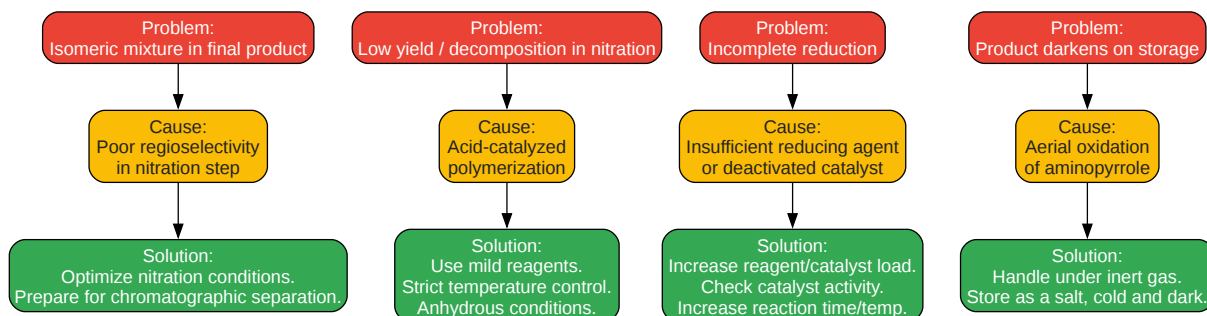 Problem:
Isomeric mixture in final product
Cause:
Poor regioselectivity
in nitration step
Solution:
Optimize nitration conditions.
Prepare for chromatographic separation.
Problem:
Low yield / decomposition in nitration
Cause:
Acid-catalyzed
polymerization
Solution:
Use mild reagents.
Strict temperature control.
Anhydrous conditions.
Problem:
Incomplete reduction
Cause:
Insufficient reducing agent
or deactivated catalyst
Solution:
Increase reagent/catalyst load.
Check catalyst activity.
Increase reaction time/temp.
Problem:
Product darkens on storage
Cause:
Aerial oxidation
of aminopyrrole
Solution:
Handle under inert gas.
Store as a salt, cold and dark.